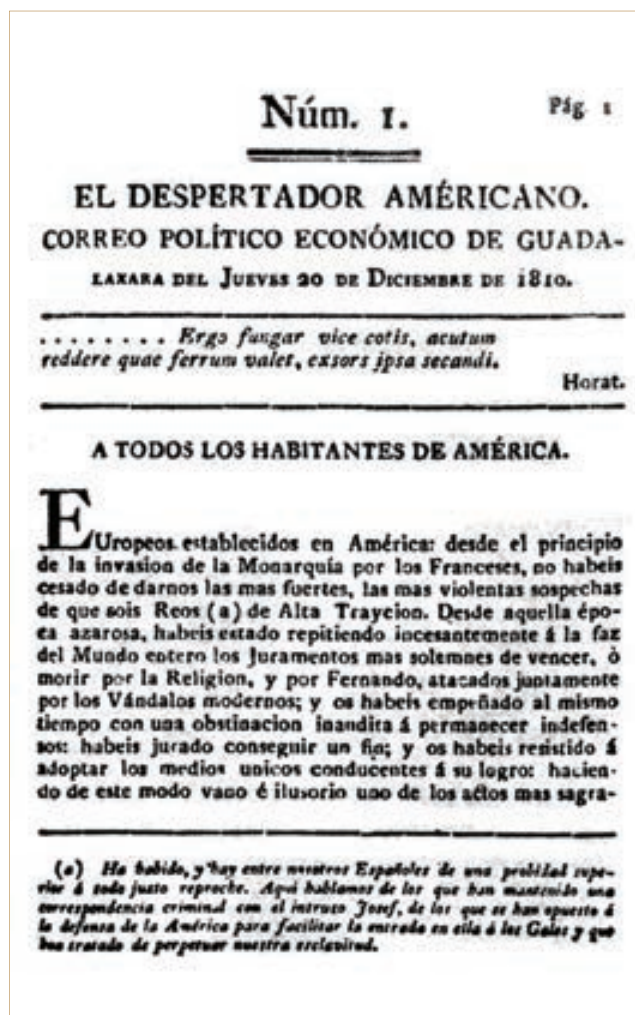 Núm. 1.
Pág 1
EL DESPERTADOR AMÉRICANO.
CORREO POLÍTICO ECONÓMICO DE GUADA-
LAXARA DEL JUEVES 20 DE DICIEMBRE DE 1810.
. . . . . . . . Ergo fungar vice cotis, acutum
reddere quae ferrum valet, exsors ipsa secandi.
Horat.
A TODOS LOS HABITANTES DE AMÉRICA.
EUropeos establecidos en América: desde el principio
de la invasion de la Monarquía por los Franceses, no habeis
cesado de darnos las mas fuertes, las mas violentas sospechas
de que sois Reos (a) de Alta Traycion. Desde aquella épo-
ca azarosa, habeis estado repitiendo incesantemente á la faz
del Mundo entero los Juramentos mas solemnes de vencer, ò
morir por la Religion, y por Fernando, atacados juntamente
por los Vándalos modernos; y os habeis empeñado al mismo
tiempo con una obstinacion inaudita á permanecer indefen-
sos: habeis jurado conseguir un fin; y os habeis resistido á
adoptar los medios unicos conducentes á su logro: hacien-
do de este modo vano é ilusorio uno de los actos mas sagra-
(a) Ha habido, y hay entre nosotros Españoles de una probidad supe-
rior á todo justo reproche. Aqui hablamos de los que han mantenido una
correspondencia criminal con el intruso Josef, de los que se han opuesto á
la defensa de la América para facilitar la entrada en ella á los Galos y que
han tratado de perpetuar nuestra esclavitud.